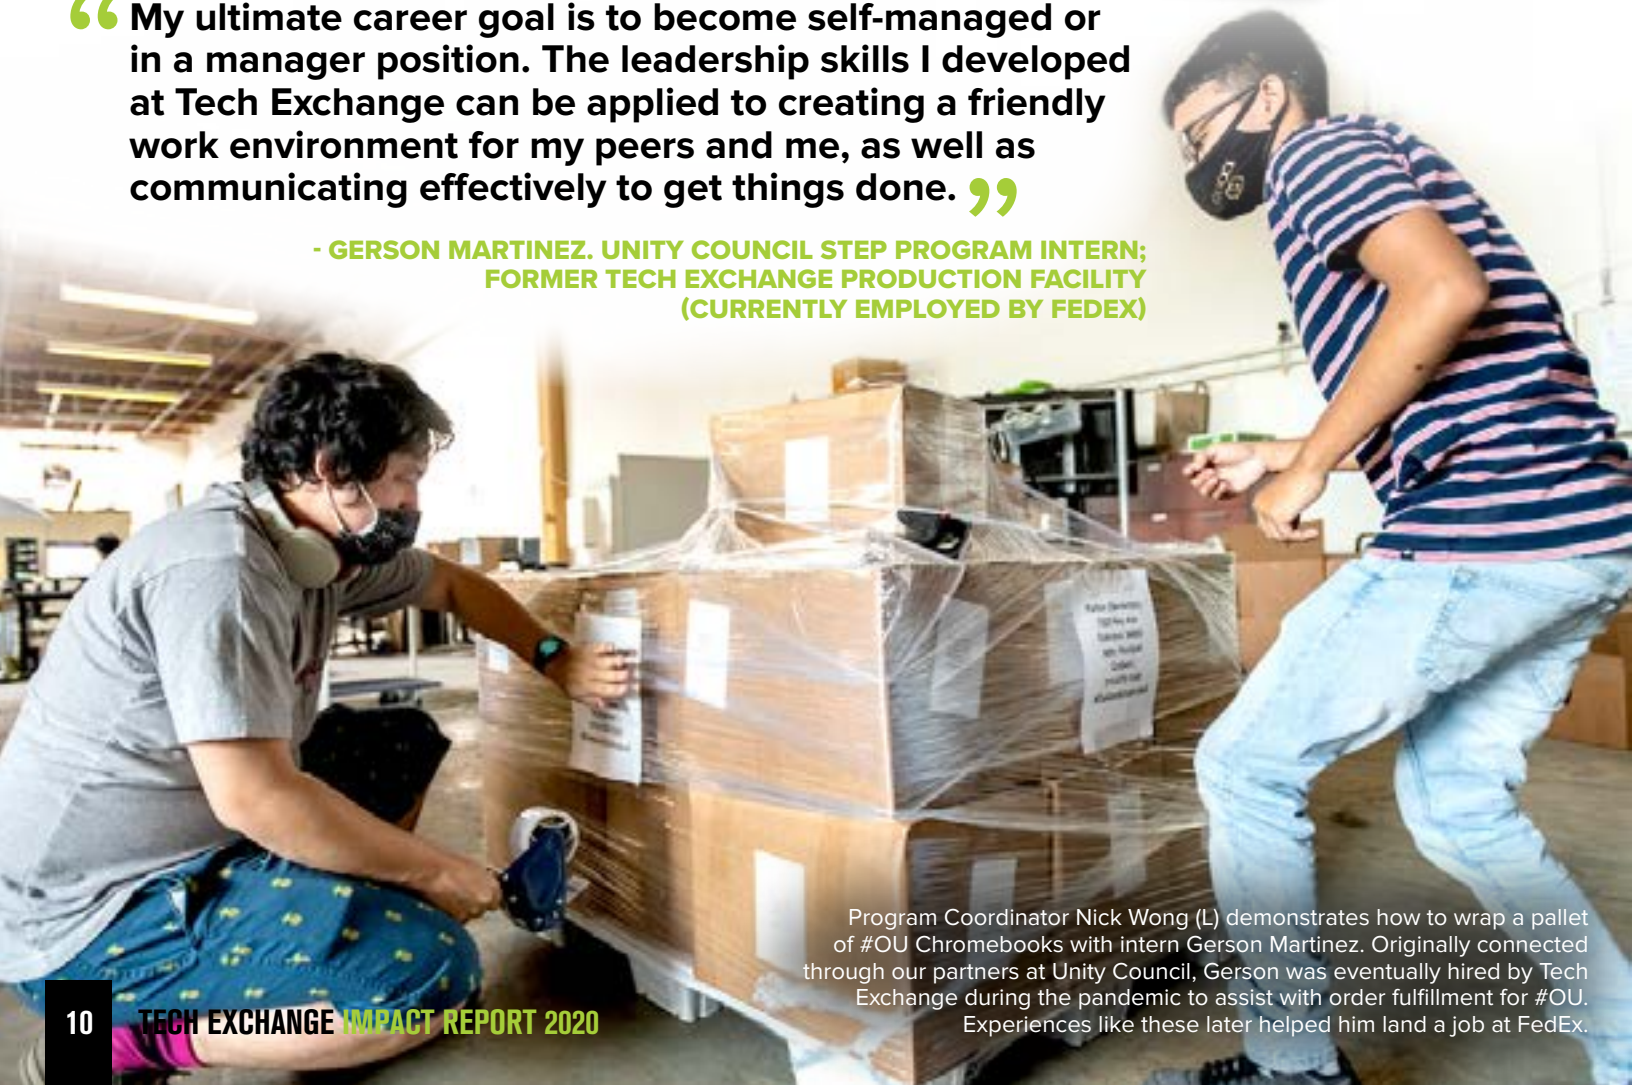 “ My ultimate career goal is to become self-managed or
in a manager position. The leadership skills I developed
at Tech Exchange can be applied to creating a friendly
work environment for my peers and me, as well as
communicating effectively to get things done. ”
- GERSON MARTINEZ. UNITY COUNCIL STEP PROGRAM INTERN;
FORMER TECH EXCHANGE PRODUCTION FACILITY
(CURRENTLY EMPLOYED BY FEDEX)
Program Coordinator Nick Wong (L) demonstrates how to wrap a pallet
of #OU Chromebooks with intern Gerson Martinez. Originally connected
through our partners at Unity Council, Gerson was eventually hired by Tech
Exchange during the pandemic to assist with order fulfillment for #OU.
Experiences like these later helped him land a job at FedEx.
10 TECH EXCHANGE IMPACT REPORT 2020